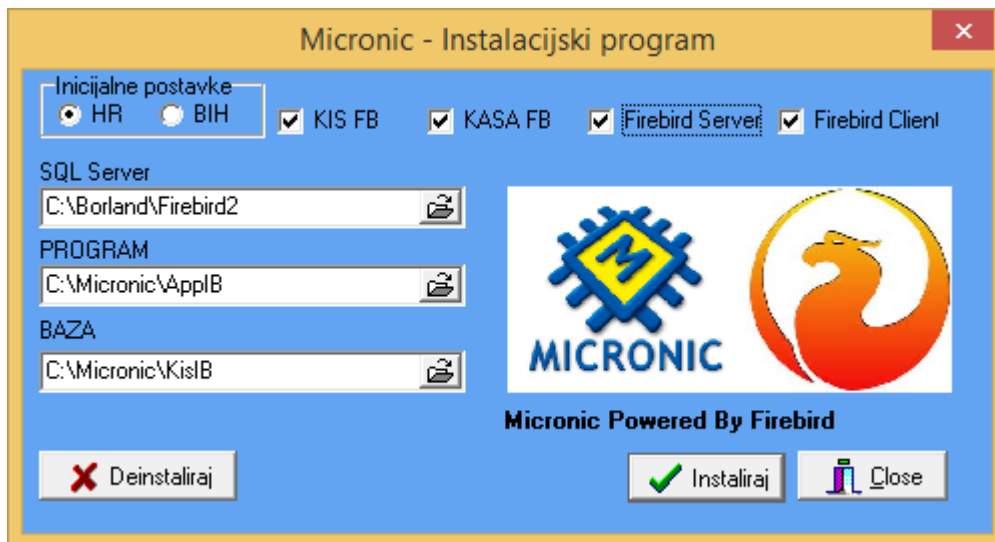 Micronic - Instalacijski program
Inicijalne postavke
HR BIH KIS FB KASA FB Firebird Server Firebird Client
SQL Server
C:\Borland\Firebird2
PROGRAM
C:\Micronic\AppIB
BAZA
C:\Micronic\KisIB
M
MICRONIC
Micronic Powered By Firebird
Deinstaliraj Instaliraj Close